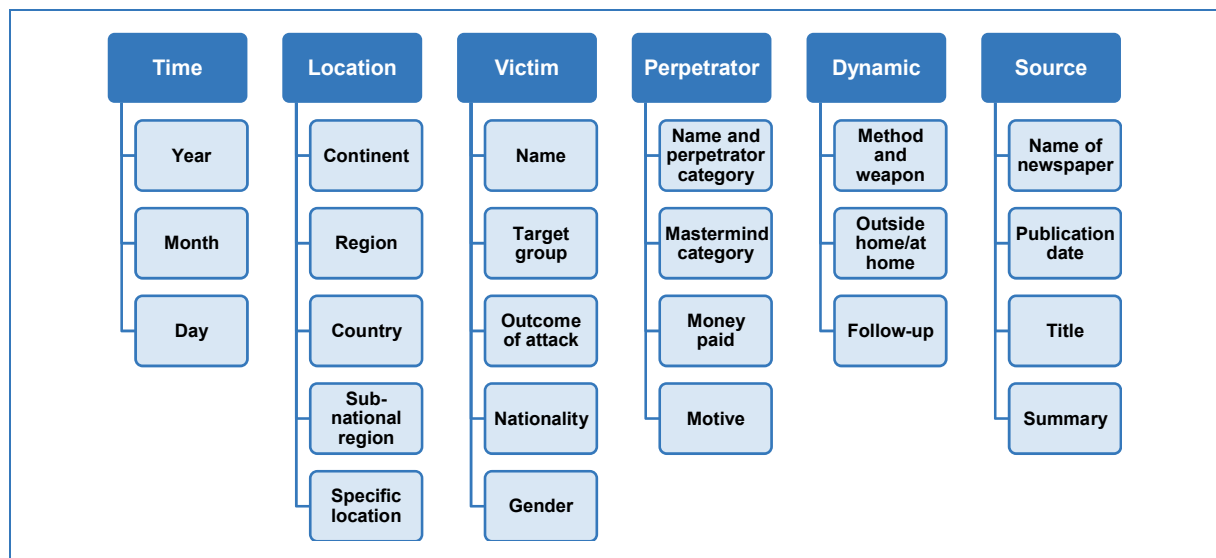 Time
Year
Month
Day
Location
Continent
Region
Country
Sub-
national
region
Specific
location
Victim
Name
Target
group
Outcome
of attack
Nationality
Gender
Perpetrator
Name and
perpetrator
category
Mastermind
category
Money
paid
Motive
Dynamic
Method
and
weapon
Outside
home/at
home
Follow-up
Source
Name of
newspaper
Publication
date
Title
Summary